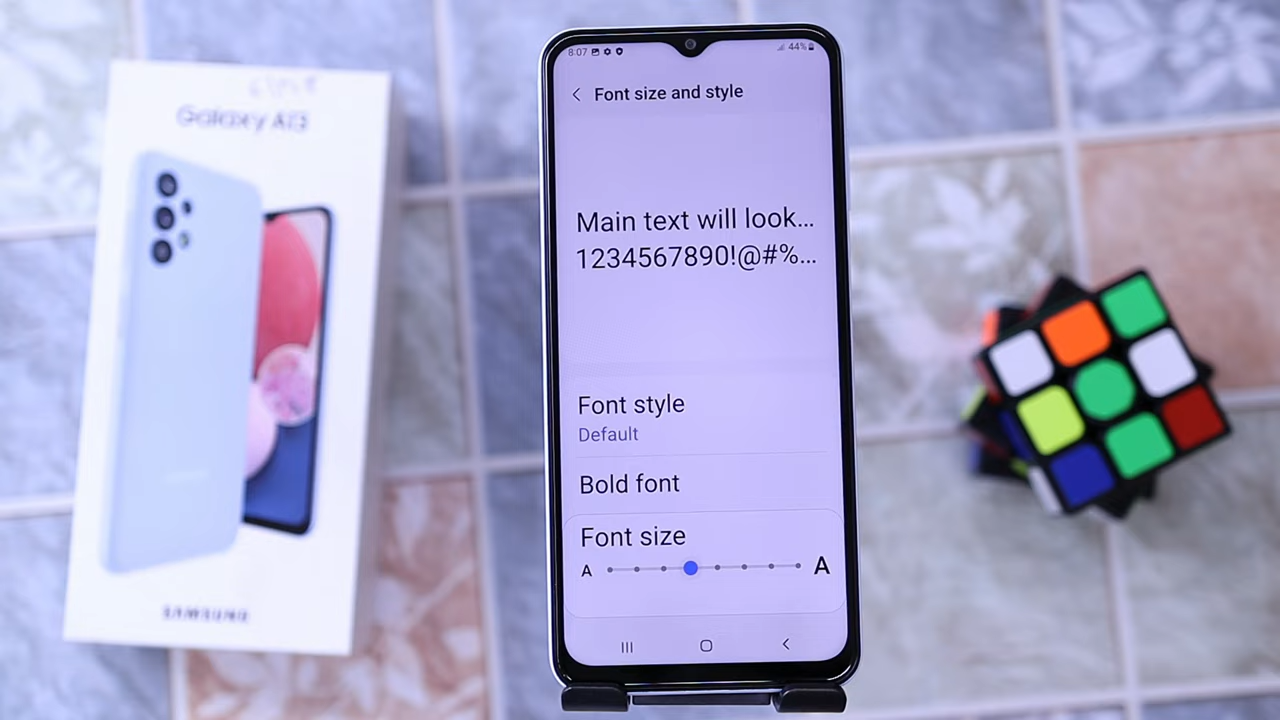 Galaxy A13
SAMSUNG
8:07
44%
Font size and style
Main text will look...
1234567890!@#%...
Font style
Default
Bold font
Font size
A
A